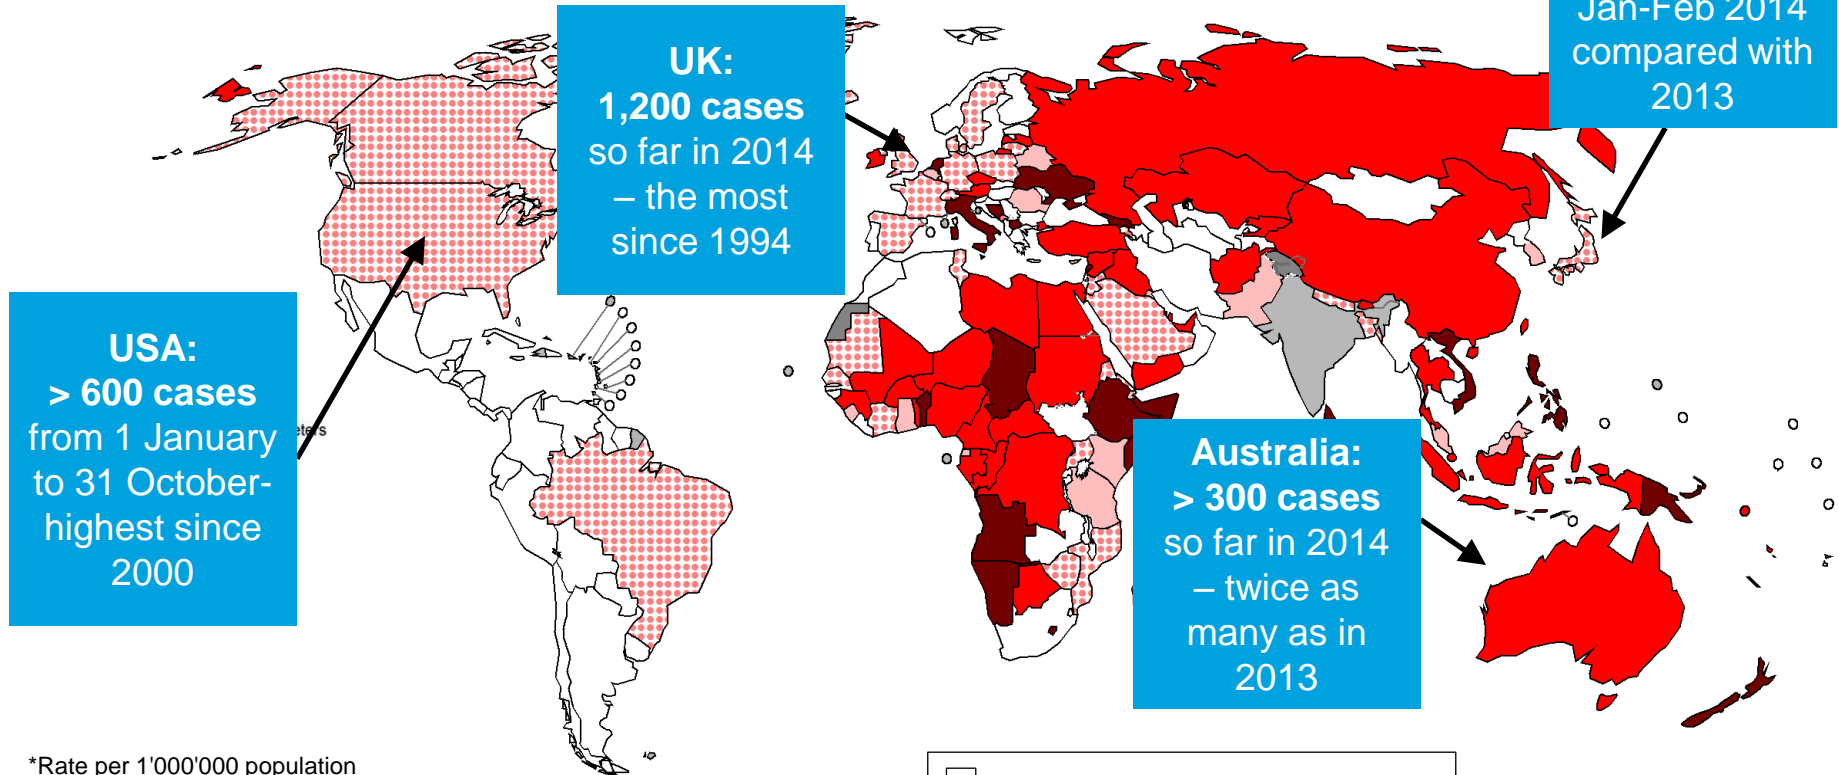 Jan-Feb 2014
compared with
2013
UK:
1,200 cases
so far in 2014
– the most
since 1994
USA:
> 600 cases
from 1 January
to 31 October-
highest since
2000
Australia:
> 300 cases
so far in 2014
– twice as
many as in
2013
*Rate per 1'000'000 population